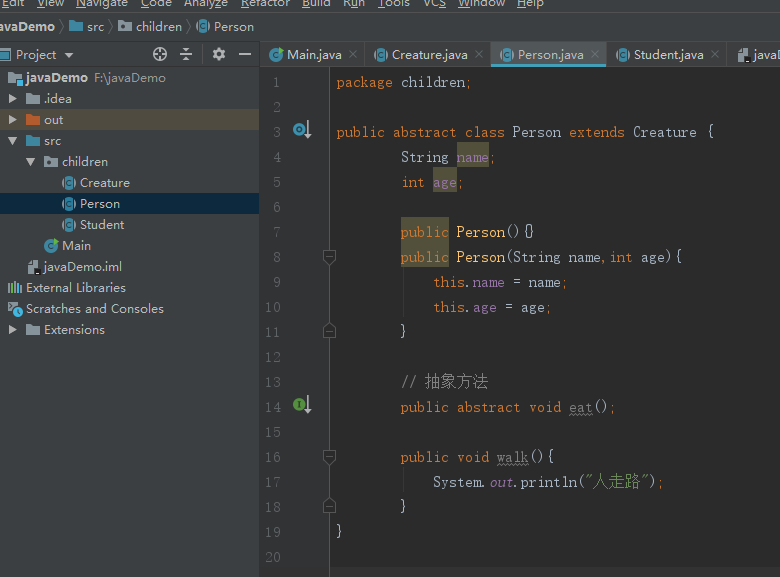 Edit View Navigate Code Analyze Refactor Build Run Tools VCS Window Help
javaDemo src children Person
Project Main.java Creature.java Person.java Student.java
javaDemo F:\javaDemo
.idea
out
src
children
Creature
Person
Student
Main
javaDemo.iml
External Libraries
Scratches and Consoles
Extensions
1 package children;
2
3 public abstract class Person extends Creature {
4 String name;
5 int age;
6
7 public Person(){}
8 public Person(String name,int age){
9 this.name = name;
10 this.age = age;
11 }
12
13 // 抽象方法
14 public abstract void eat();
15
16 public void walk(){
17 System.out.println("人走路");
18 }
19 }
20